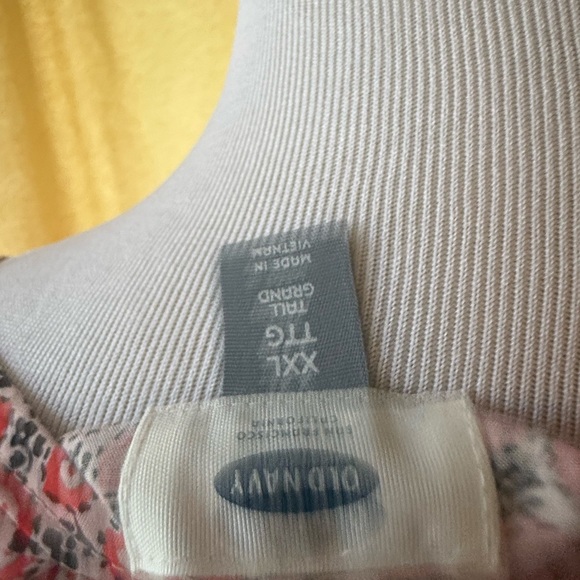 OLD NAVY
SAN FRANCISCO
CALIFORNIA
XXL
TTG
TALL
GRAND
MADE IN
VIETNAM